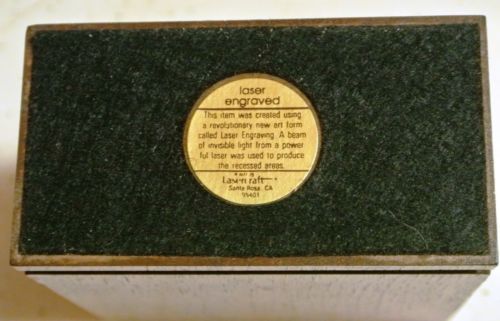 laser
engraved
This item was created using
a revolutionary new art form
called Laser Engraving. A beam
of invisible light from a power
ful laser was used to produce
the recessed areas.
Lasercraft
Santa Rosa, CA
95401